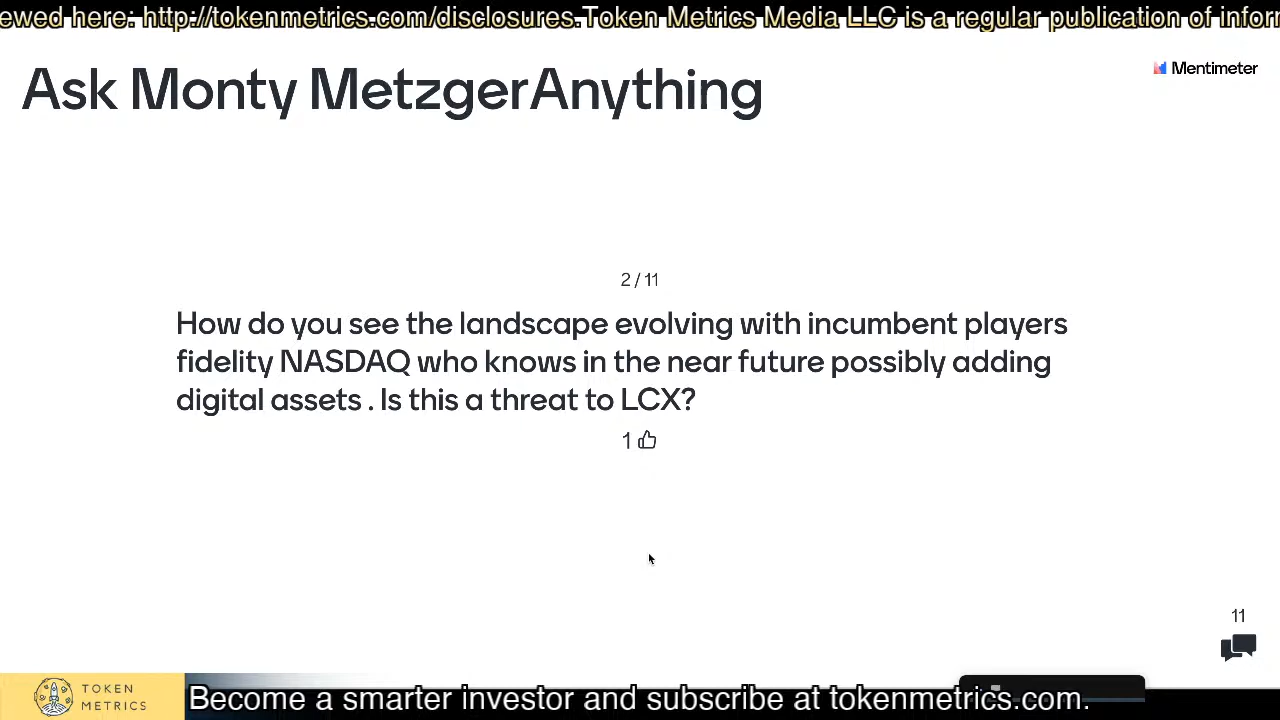 ewed here: http://tokenmetrics.com/disclosures.Token Metrics Media LLC is a regular publication of infor
Ask Monty MetzgerAnything
Mentimeter
2 / 11
How do you see the landscape evolving with incumbent players
fidelity NASDAQ who knows in the near future possibly adding
digital assets . Is this a threat to LCX?
1
11
TOKEN
METRICS
Become a smarter investor and subscribe at tokenmetrics.com.